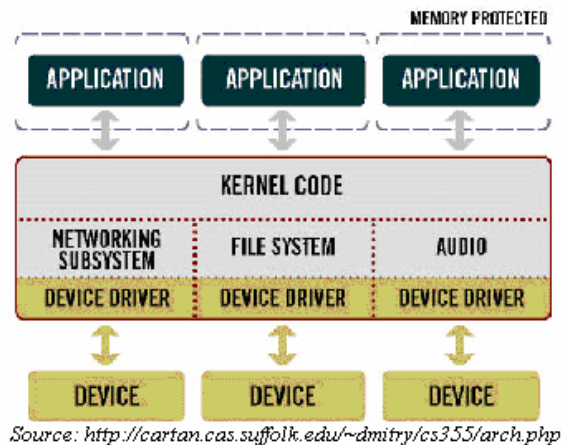 MEMORY PROTECTED
APPLICATION APPLICATION APPLICATION
KERNEL CODE
NETWORKING SUBSYSTEM
FILE SYSTEM
AUDIO
DEVICE DRIVER DEVICE DRIVER DEVICE DRIVER
DEVICE DEVICE DEVICE
Source: http://cartan.cas.suffolk.edu/~dmitry/cs355/arch.php